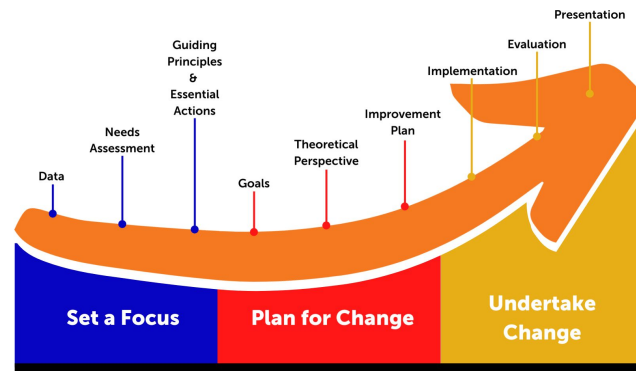 Data
Needs
Assessment
Guiding
Principles
&
Essential
Actions
Goals
Theoretical
Perspective
Improvement
Plan
Implementation
Evaluation
Presentation
Set a Focus
Plan for Change
Undertake
Change